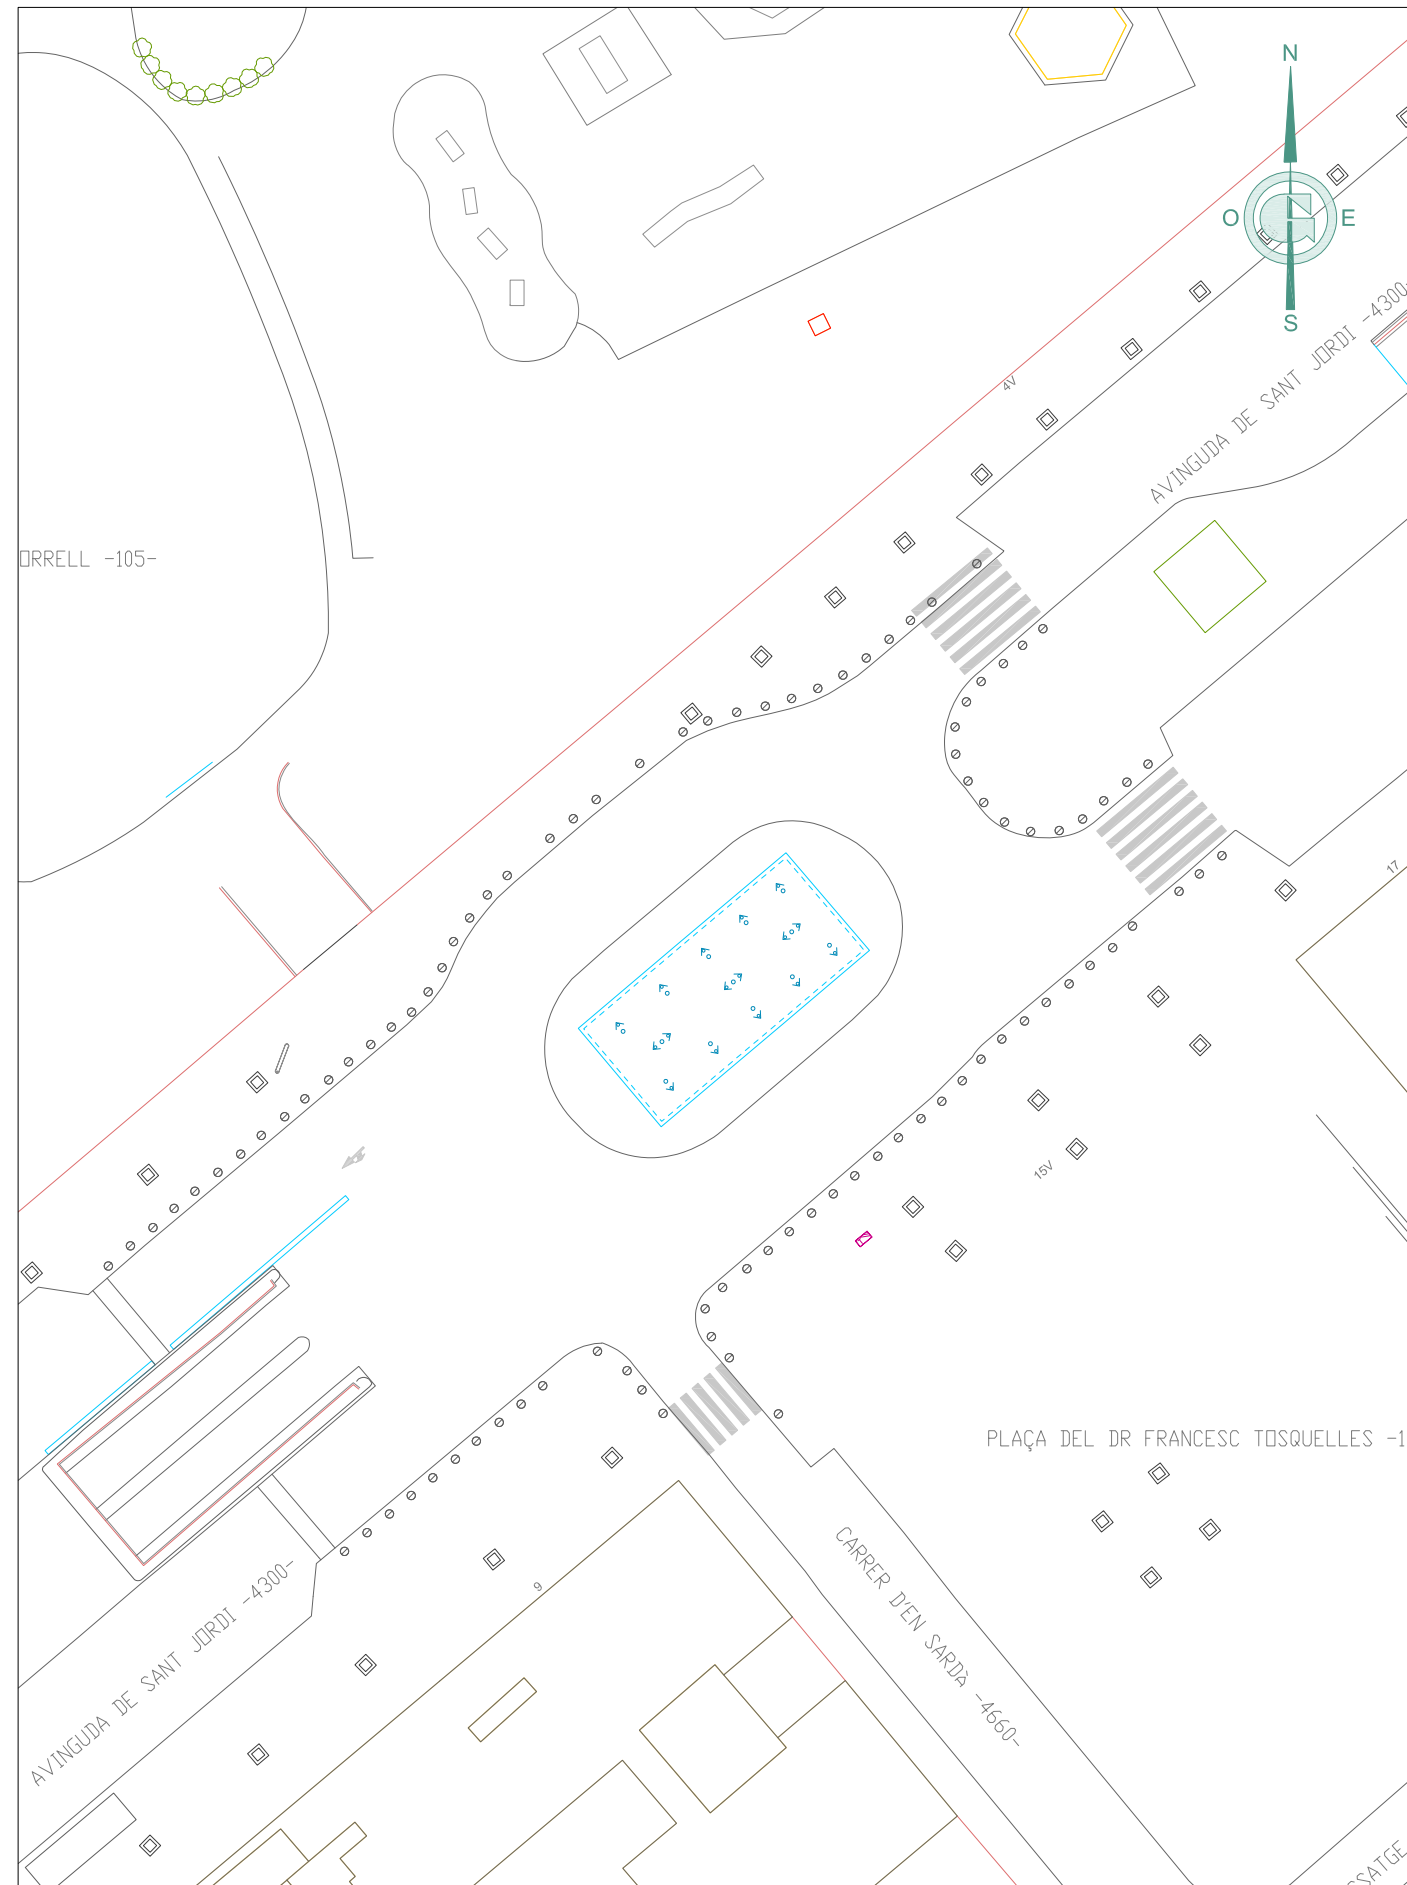 N
O
E
S
AVINGUDA DE SANT JORDI -4300-
4V
ORRELL -105-
17
15V
PLAÇA DEL DR FRANCESC TOSQUELLES -1
CARRER D'EN SARDÀ -4660-
9
AVINGUDA DE SANT JORDI -4300-
SSATGE